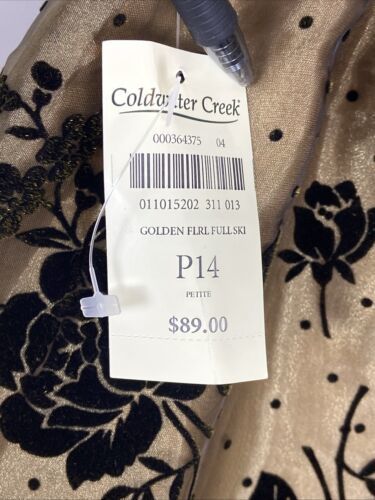 Coldwater Creek®
000364375 04
011015202 311 013
GOLDEN FLRL FULL SKI
P14
PETITE
$89.00